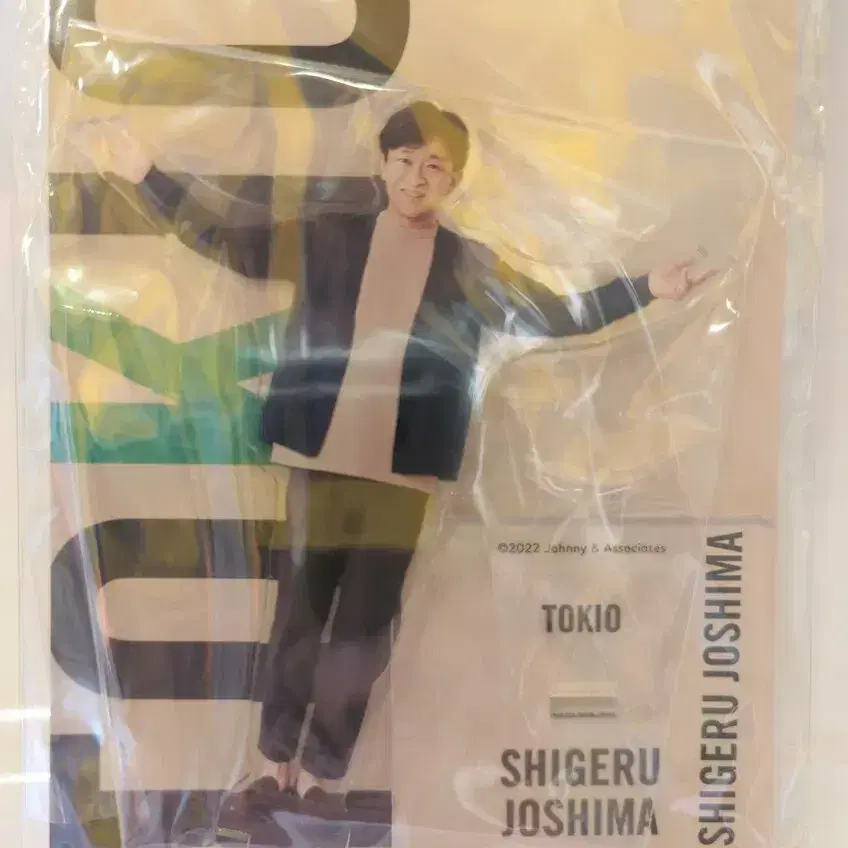 TOKIO
©2022 Johnny & Associates
TOKIO
SHIGERU
JOSHIMA
SHIGERU JOSHIMA